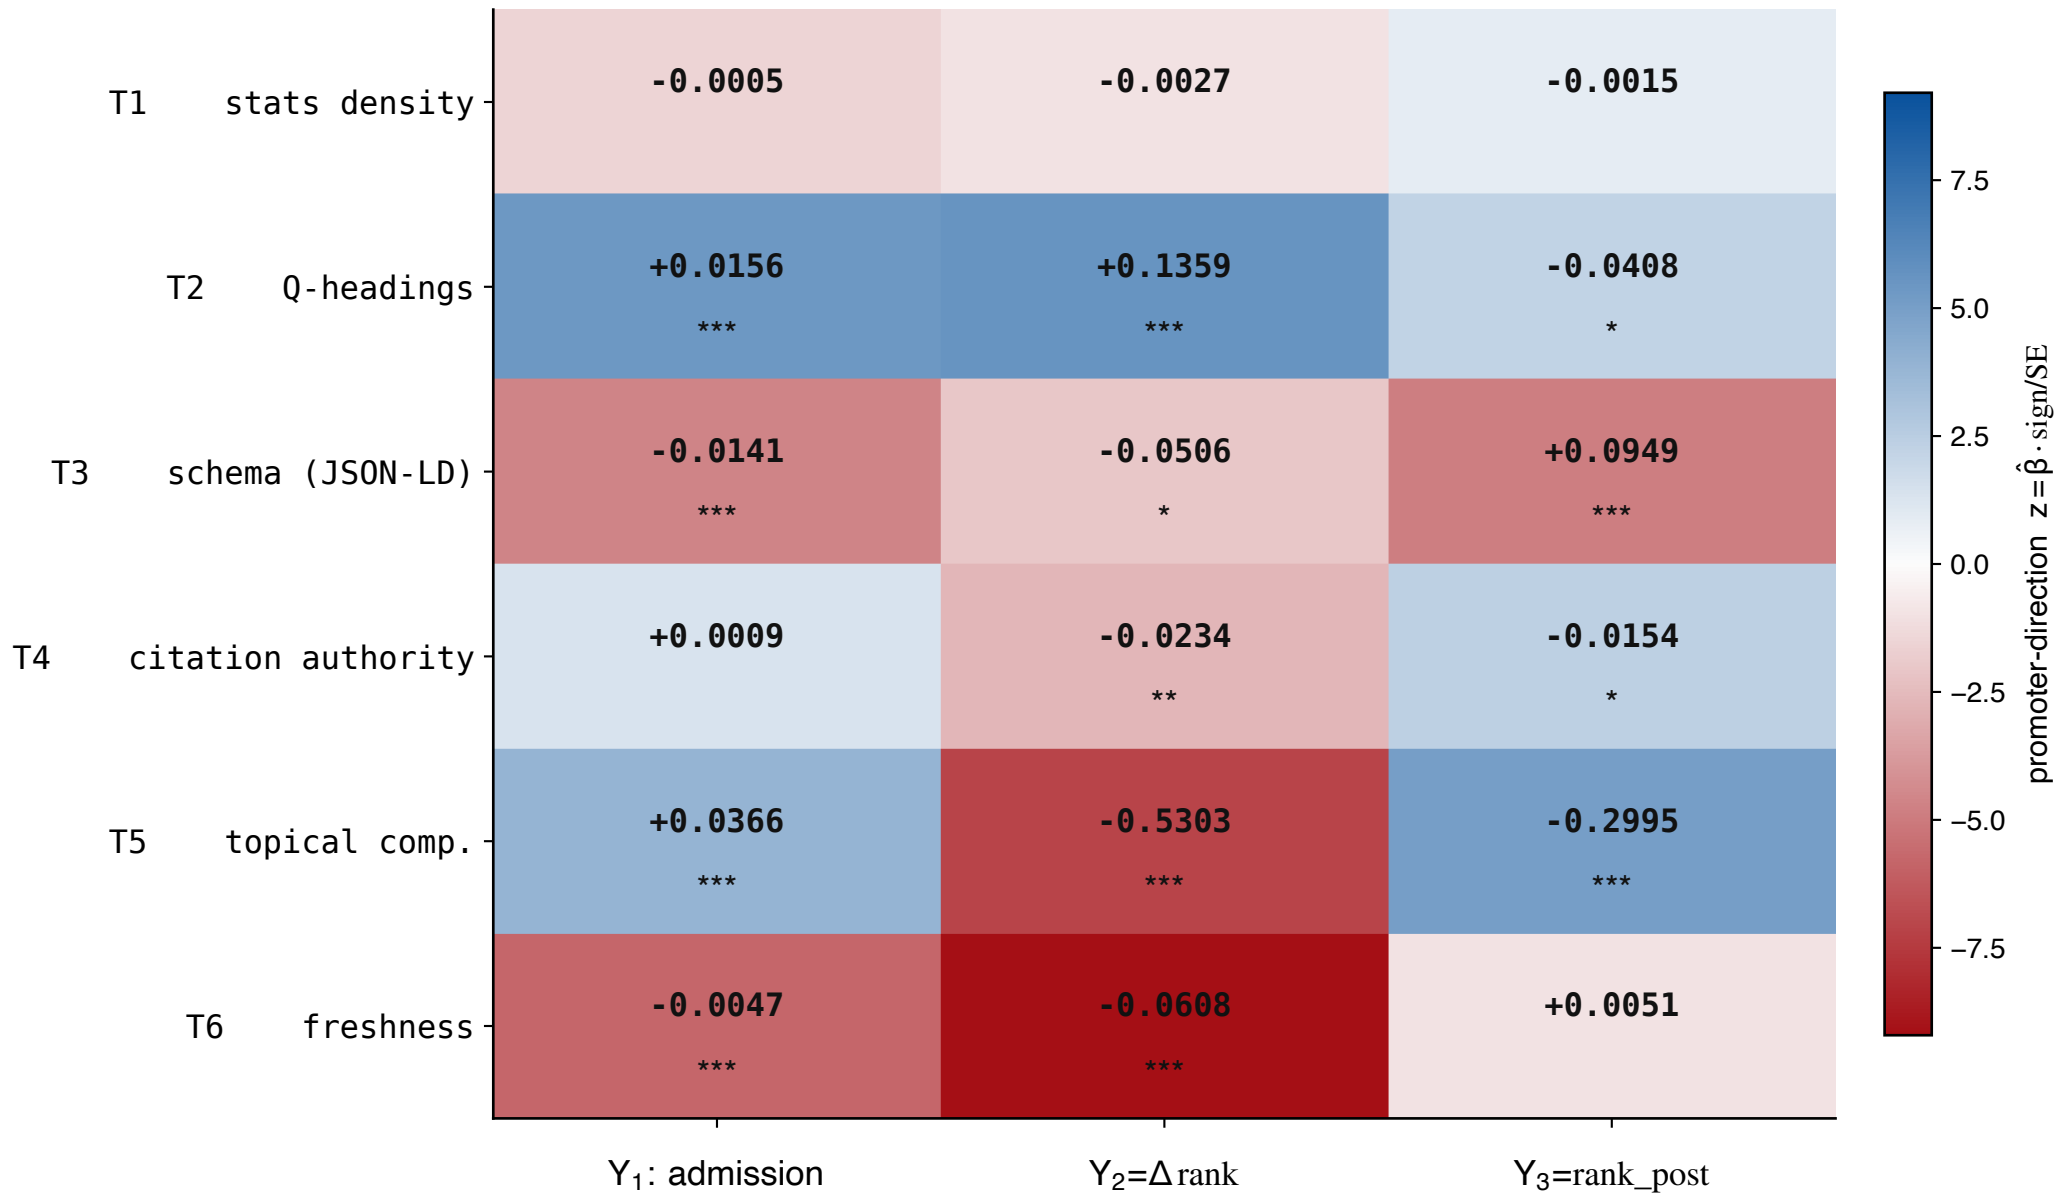 T1 stats density -0.0005 -0.0027 -0.0015
T2 Q-headings +0.0156 +0.1359 -0.0408
*** *** *
T3 schema (JSON-LD) -0.0141 -0.0506 +0.0949
*** * ***
T4 citation authority +0.0009 -0.0234 -0.0154
** *
T5 topical comp. +0.0366 -0.5303 -0.2995
*** *** ***
T6 freshness -0.0047 -0.0608 +0.0051
*** ***
Y₁: admission Y₂=Δ rank Y₃=rank_post
7.5
5.0
2.5
0.0
−2.5
−5.0
−7.5
promoter-direction z = β̂ · sign/SE